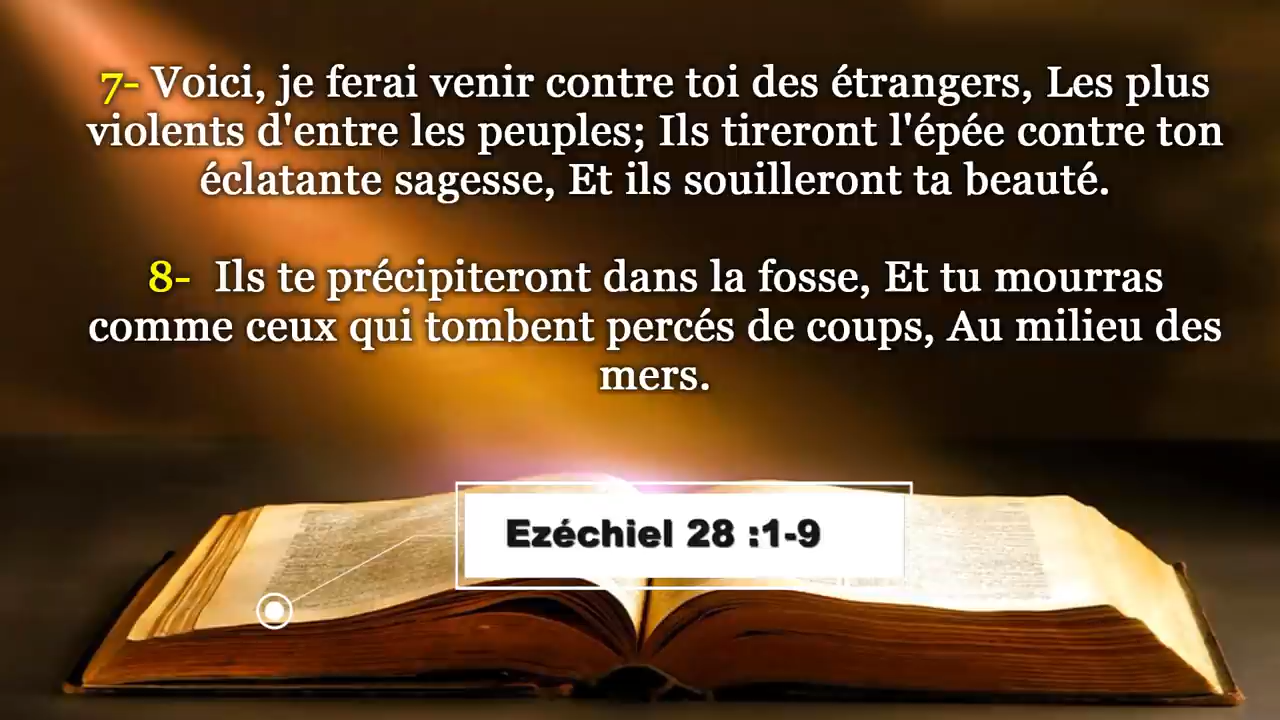 7- Voici, je ferai venir contre toi des étrangers, Les plus
violents d'entre les peuples; Ils tireront l'épée contre ton
éclatante sagesse, Et ils souilleront ta beauté.
8- Ils te précipiteront dans la fosse, Et tu mourras
comme ceux qui tombent percés de coups, Au milieu des
mers.
Ezéchiel 28 :1-9